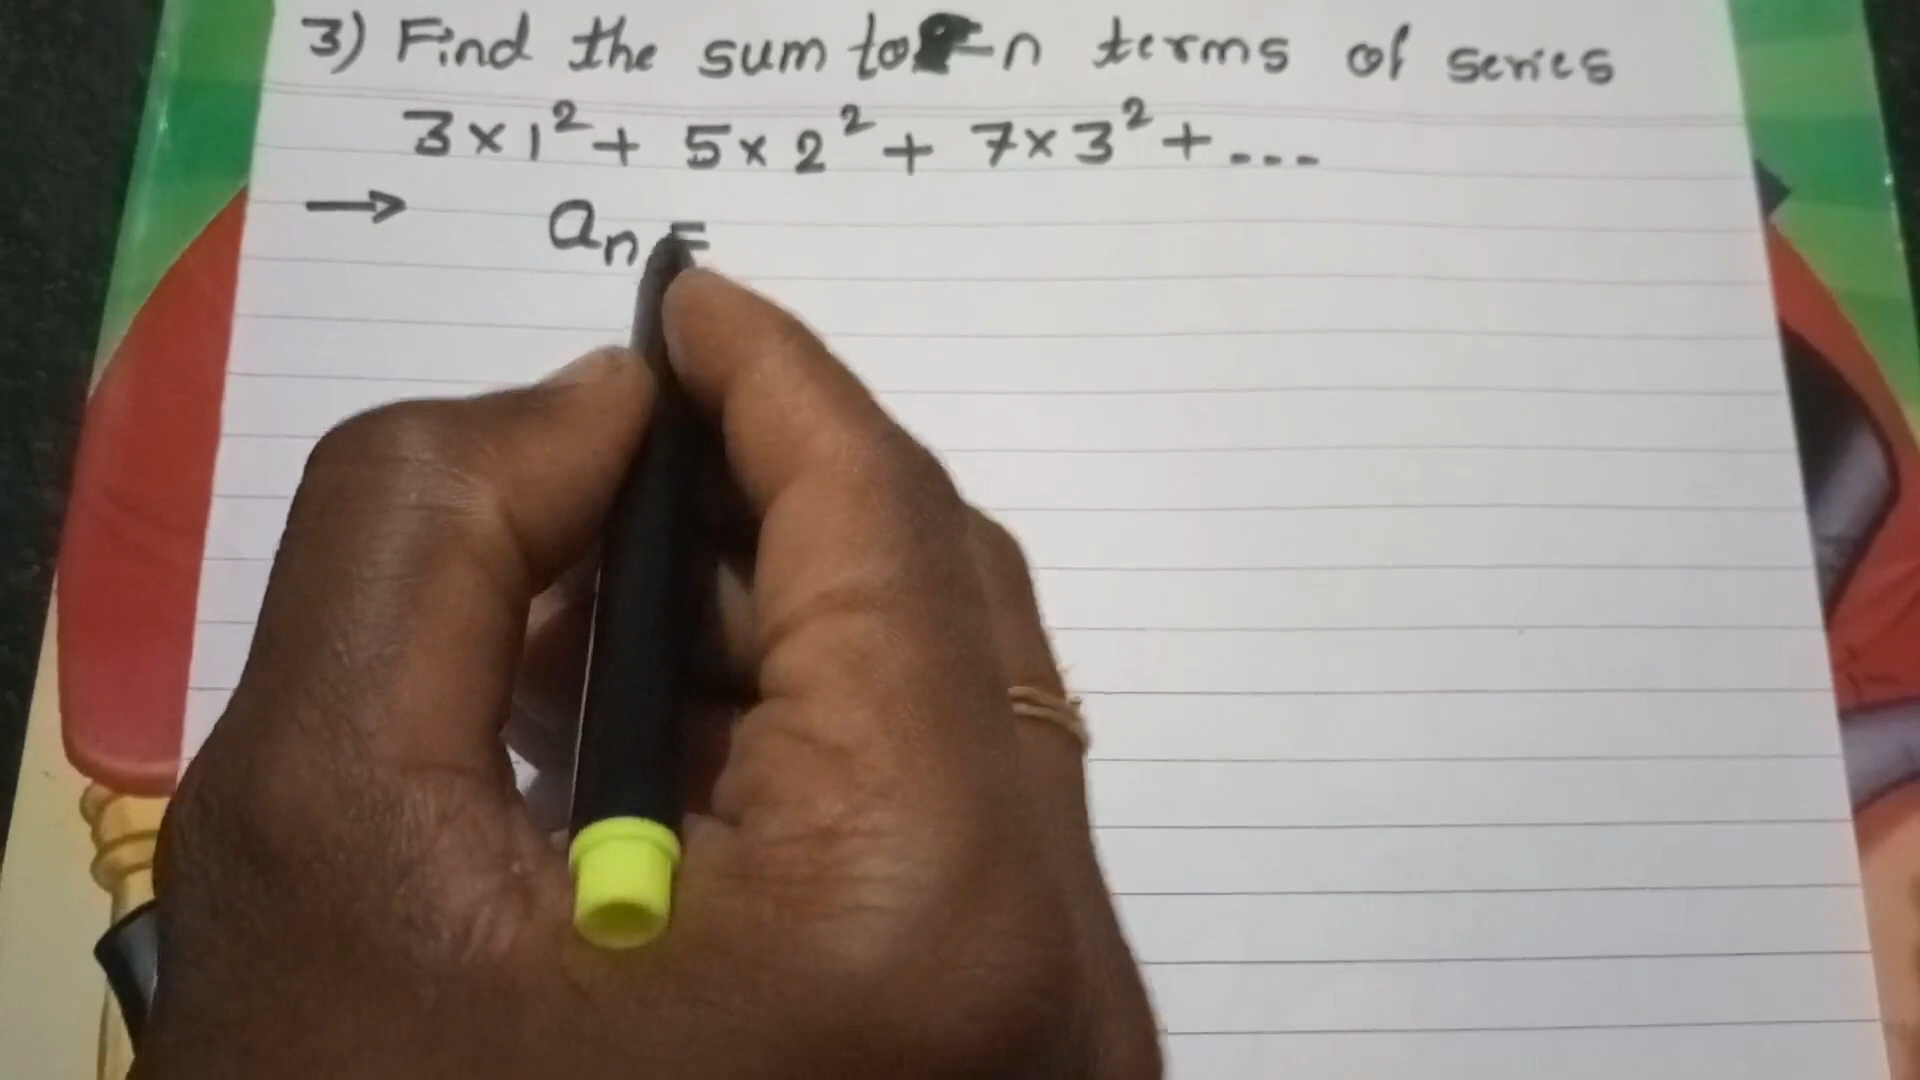 3) Find the sum to n terms of series
3 × 1² + 5 × 2² + 7 × 3² + ...
→ aₙ =